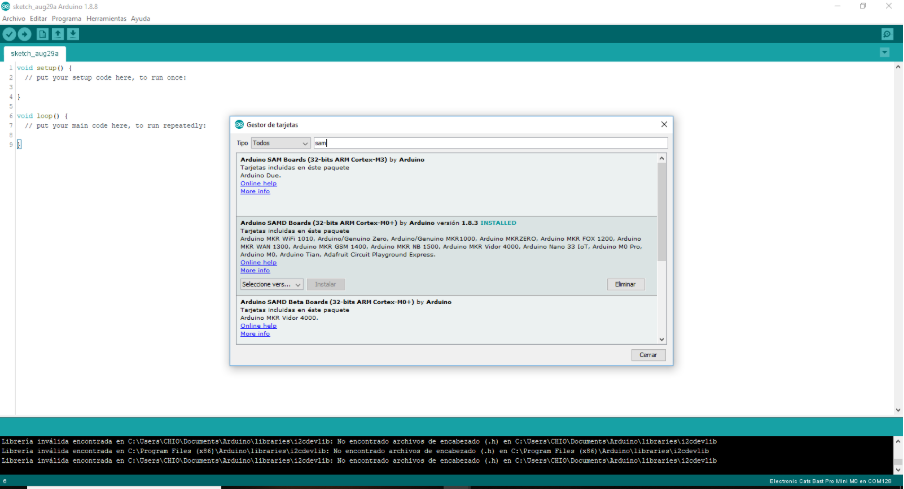 sketch_aug29a Arduino 1.8.8
Archivo Editar Programa Herramientas Ayuda
sketch_aug29a
1 void setup() {
2 // put your setup code here, to run once:
3
4 }
5
6 void loop() {
7 // put your main code here, to run repeatedly:
8
9 }
Gestor de tarjetas
Tipo Todos sam
Arduino SAM Boards (32-bits ARM Cortex-M3) by Arduino
Tarjetas incluidas en éste paquete
Arduino Due.
Online help
More info
Arduino SAMD Boards (32-bits ARM Cortex-M0+) by Arduino versión 1.8.3 INSTALLED
Tarjetas incluidas en éste paquete
Arduino MKR WiFi 1010, Arduino/Genuino Zero, Arduino/Genuino MKR1000, Arduino MKRZERO, Arduino MKR FOX 1200, Arduino
MKR WAN 1300, Arduino MKR GSM 1400, Arduino MKR NB 1500, Arduino MKR Vidor 4000, Arduino Nano 33 IoT, Arduino M0 Pro,
Arduino M0, Arduino Tian, Adafruit Circuit Playground Express.
Online help
More info
Seleccione vers... Instalar Eliminar
Arduino SAMD Beta Boards (32-bits ARM Cortex-M0+) by Arduino
Tarjetas incluidas en éste paquete
Arduino MKR Vidor 4000.
Online help
More info
Cerrar
Librería inválida encontrada en C:\Users\CHIO\Documents\Arduino\libraries\i2cdevlib: No encontrado archivos de encabezado (.h) en C:\Users\CHIO\Documents\Arduino\libraries\i2cdevlib
Librería inválida encontrada en C:\Program Files (x86)\Arduino\libraries\i2cdevlib: No encontrado archivos de encabezado (.h) en C:\Program Files (x86)\Arduino\libraries\i2cdevlib
Librería inválida encontrada en C:\Users\CHIO\Documents\Arduino\libraries\i2cdevlib: No encontrado archivos de encabezado (.h) en C:\Users\CHIO\Documents\Arduino\libraries\i2cdevlib
6 Electronic Cats Bast Pro Mini M0 en COM128